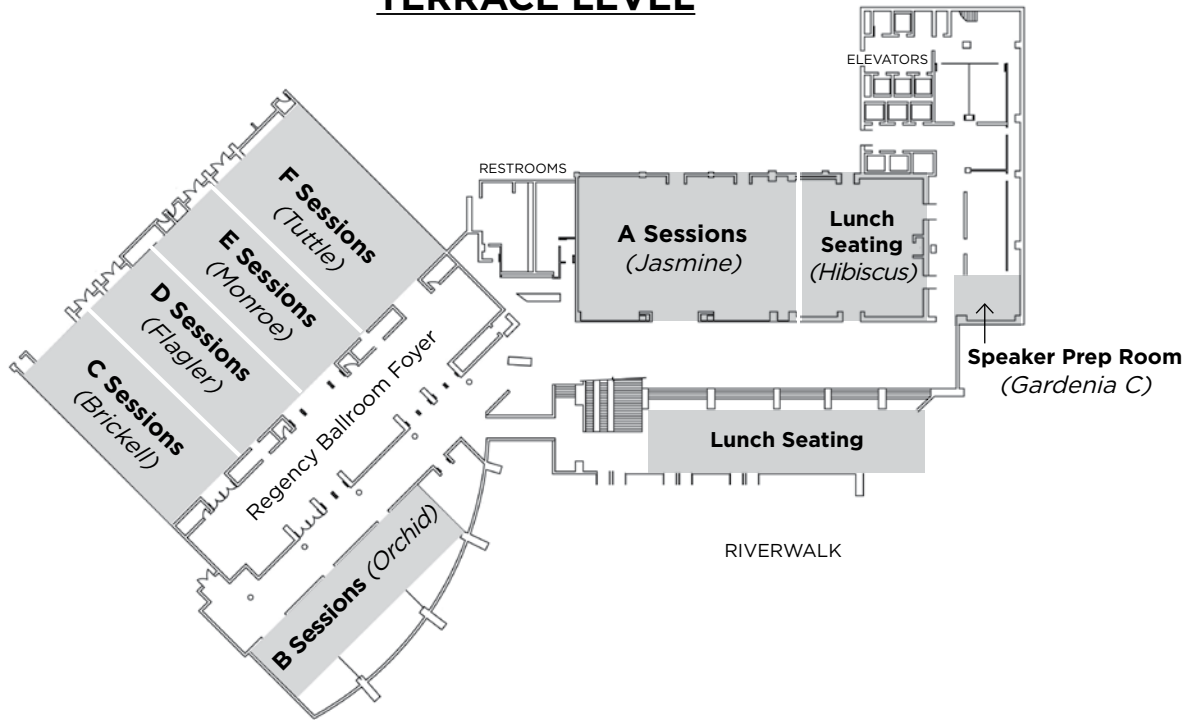 TERRACE LEVEL
ELEVATORS
RESTROOMS
F Sessions
(Tuttle)
E Sessions
(Monroe)
D Sessions
(Flagler)
C Sessions
(Brickell)
A Sessions
(Jasmine)
Lunch
Seating
(Hibiscus)
Speaker Prep Room
(Gardenia C)
Regency Ballroom Foyer
Lunch Seating
B Sessions (Orchid)
RIVERWALK